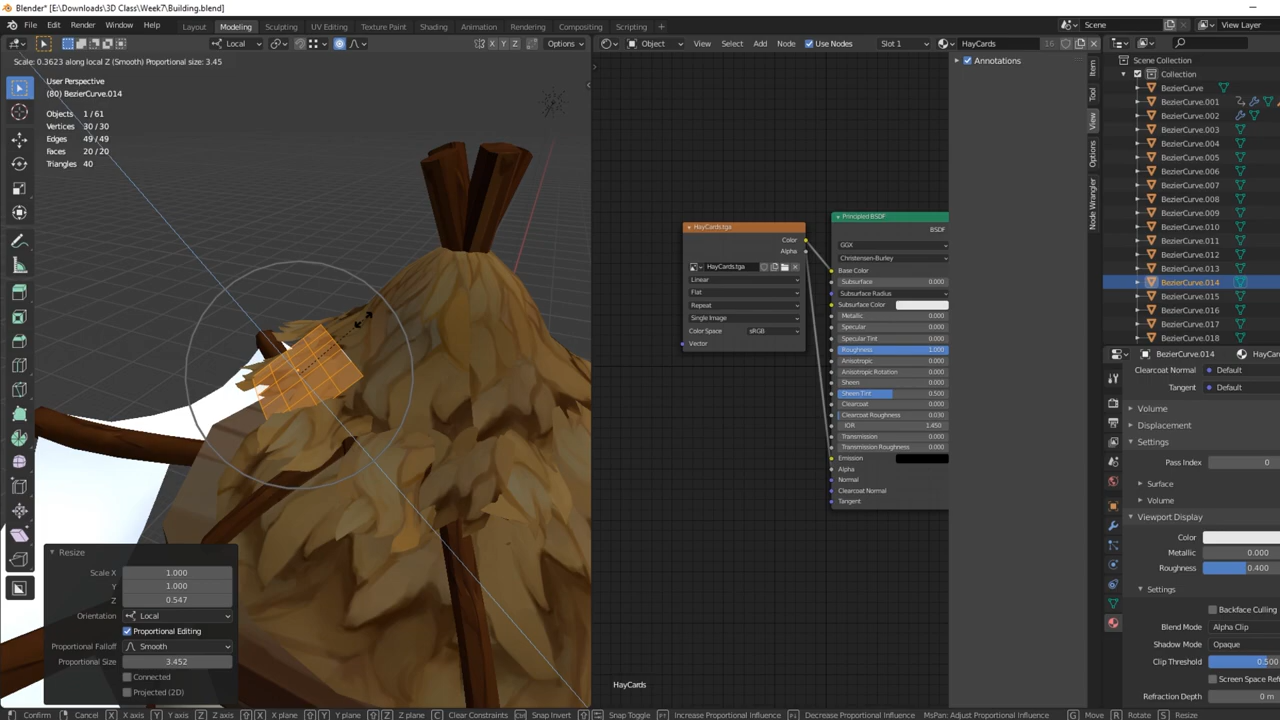 Blender* [E:\Downloads\3D Class\Week7\Building.blend]
File Edit Render Window Help Layout Modeling Sculpting UV Editing Texture Paint Shading Animation Rendering Compositing Scripting Scene View Layer
Local Options Object View Select Add Node Use Nodes Slot 1 HayCards 16
Scale: 0.3623 along local Z (Smooth) Proportional size: 3.45
User Perspective
(80) BezierCurve.014
Objects 1/61
Vertices 30/30
Edges 49/49
Faces 20/20
Triangles 40
X Y Z
Resize
Scale X 1.000
Y 1.000
Z 0.547
Orientation Local
Proportional Editing
Proportional Falloff Smooth
Proportional Size 3.452
Connected
Projected (2D)
HayCards.tga
Color
Alpha
HayCards.tga
Linear
Flat
Repeat
Single Image
Color Space sRGB
Vector
Principled BSDF
BSDF
GGX
Christensen-Burley
Base Color
Subsurface 0.000
Subsurface Radius
Subsurface Color
Metallic 0.000
Specular 0.000
Specular Tint 0.000
Roughness 1.000
Anisotropic 0.000
Anisotropic Rotation 0.000
Sheen 0.000
Sheen Tint 0.500
Clearcoat 0.000
Clearcoat Roughness 0.030
IOR 1.450
Transmission 0.000
Transmission Roughness 0.000
Emission
Alpha
Normal
Clearcoat Normal
Tangent
HayCards
Annotations
Item
Tool
View
Options
Node Wrangler
Scene Collection
Collection
BezierCurve
BezierCurve.001
BezierCurve.002
BezierCurve.003
BezierCurve.004
BezierCurve.005
BezierCurve.006
BezierCurve.007
BezierCurve.008
BezierCurve.009
BezierCurve.010
BezierCurve.011
BezierCurve.012
BezierCurve.013
BezierCurve.014
BezierCurve.015
BezierCurve.016
BezierCurve.017
BezierCurve.018
BezierCurve.014 HayCar
Clearcoat Normal Default
Tangent Default
Volume
Displacement
Settings
Pass Index 0
Surface
Volume
Viewport Display
Color
Metallic 0.000
Roughness 0.400
Settings
Backface Culling
Blend Mode Alpha Clip
Shadow Mode Opaque
Clip Threshold 0.500
Screen Space Ref
Refraction Depth 0 m
Confirm Cancel X X axis Y Y axis Z Z axis X X plane Y Y plane Z Z plane C Clear Constraints Snap Invert Snap Toggle Increase Proportional Influence Decrease Proportional Influence MsPan: Adjust Proportional Influence G Move R Rotate S Resize